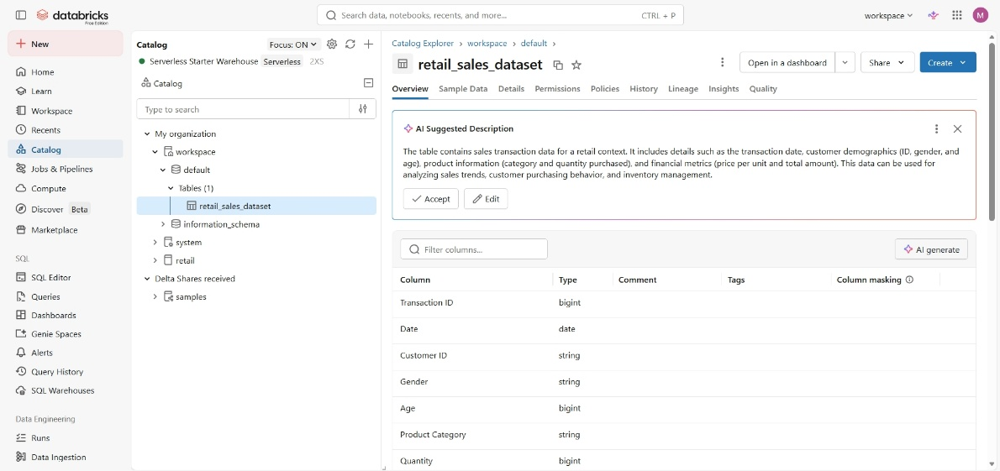 databricks
Free Edition
Search data, notebooks, recents, and more...
CTRL + P
workspace
M
New
Home
Learn
Workspace
Recents
Catalog
Jobs & Pipelines
Compute
Discover Beta
Marketplace
SQL
SQL Editor
Queries
Dashboards
Genie Spaces
Alerts
Query History
SQL Warehouses
Data Engineering
Runs
Data Ingestion
Catalog
Focus: ON
Serverless Starter Warehouse Serverless 2XS
Catalog
Type to search
My organization
workspace
default
Tables (1)
retail_sales_dataset
information_schema
system
retail
Delta Shares received
samples
Catalog Explorer › workspace › default ›
retail_sales_dataset
Open in a dashboard
Share
Create
Overview Sample Data Details Permissions Policies History Lineage Insights Quality
AI Suggested Description
The table contains sales transaction data for a retail context. It includes details such as the transaction date, customer demographics (ID, gender, and
age), product information (category and quantity purchased), and financial metrics (price per unit and total amount). This data can be used for
analyzing sales trends, customer purchasing behavior, and inventory management.
Accept Edit
Filter columns...
AI generate
Column Type Comment Tags Column masking
Transaction ID bigint
Date date
Customer ID string
Gender string
Age bigint
Product Category string
Quantity bigint